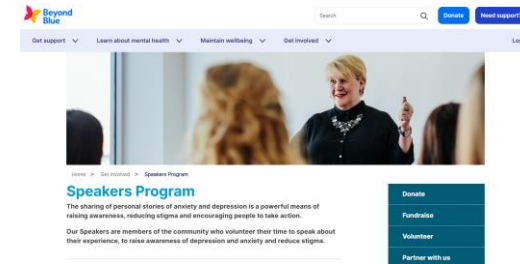 Beyond
Blue
Search
Donate
Need support
Get support
Learn about mental health
Maintain wellbeing
Get involved
Home > Get involved > Speakers Program
Speakers Program
The sharing of personal stories of anxiety and depression is a powerful means of
raising awareness, reducing stigma and encouraging people to take action.
Our Speakers are members of the community who volunteer their time to speak about
their experience, to raise awareness of depression and anxiety and reduce stigma.
Donate
Fundraise
Volunteer
Partner with us